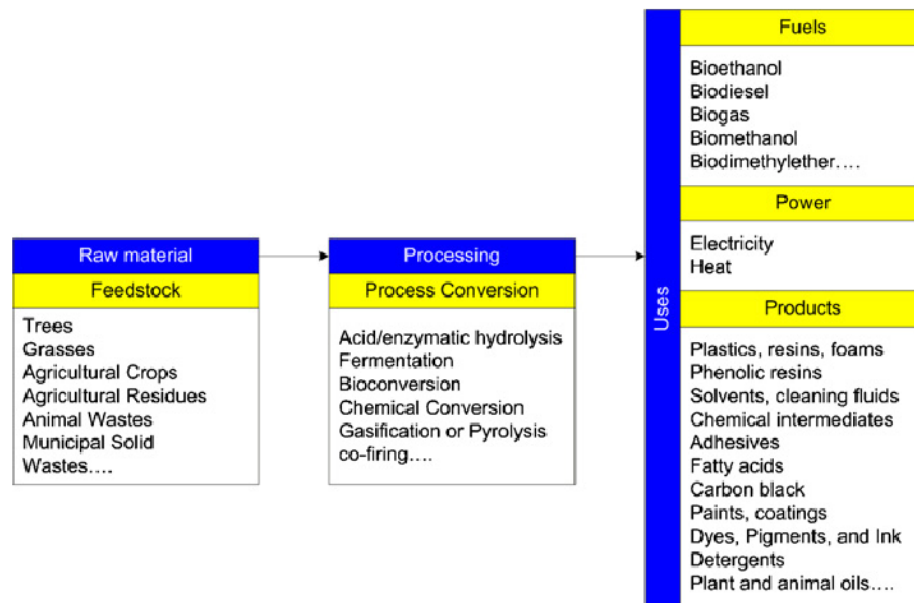 Raw material
Feedstock
Trees
Grasses
Agricultural Crops
Agricultural Residues
Animal Wastes
Municipal Solid
Wastes....
Processing
Process Conversion
Acid/enzymatic hydrolysis
Fermentation
Bioconversion
Chemical Conversion
Gasification or Pyrolysis
co-firing....
Uses
Fuels
Bioethanol
Biodiesel
Biogas
Biomethanol
Biodimethylether....
Power
Electricity
Heat
Products
Plastics, resins, foams
Phenolic resins
Solvents, cleaning fluids
Chemical intermediates
Adhesives
Fatty acids
Carbon black
Paints, coatings
Dyes, Pigments, and Ink
Detergents
Plant and animal oils....